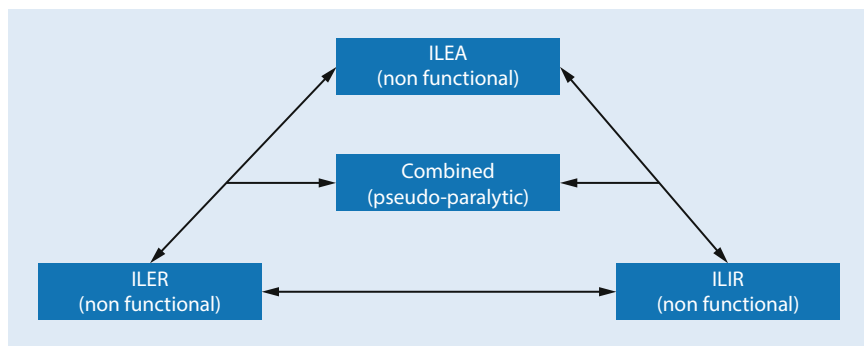 ILEA
(non functional)
Combined
(pseudo-paralytic)
ILER
(non functional)
ILIR
(non functional)